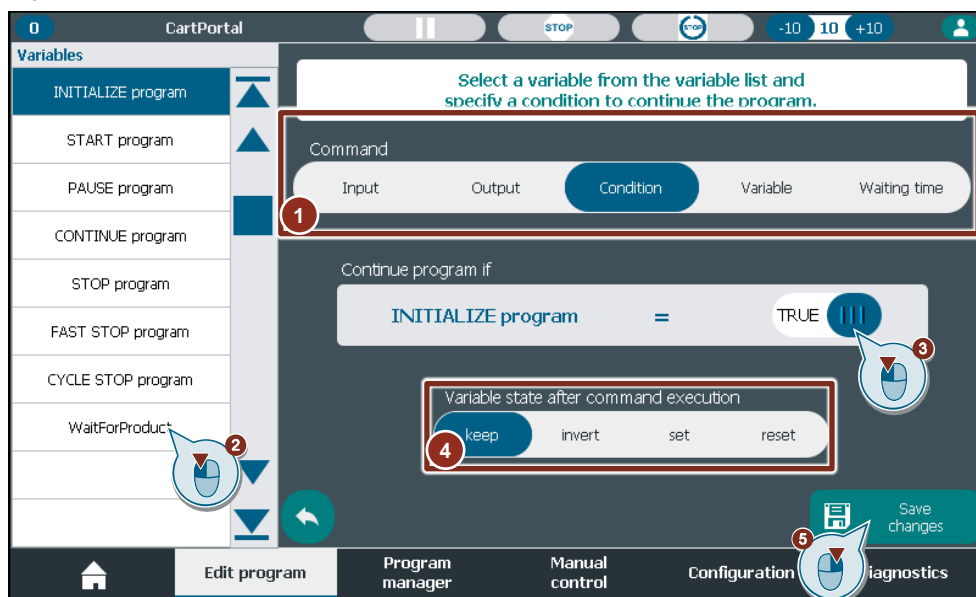 0
CartPortal
STOP
STOP
-10 10 +10
Variables
INITIALIZE program
START program
PAUSE program
CONTINUE program
STOP program
FAST STOP program
CYCLE STOP program
WaitForProduct
2
Select a variable from the variable list and
specify a condition to continue the program.
Command
Input Output Condition Variable Waiting time
1
Continue program if
INITIALIZE program = TRUE
3
Variable state after command execution
keep invert set reset
4
Save
changes
5
Edit program
Program
manager
Manual
control
Configuration
iagnostics